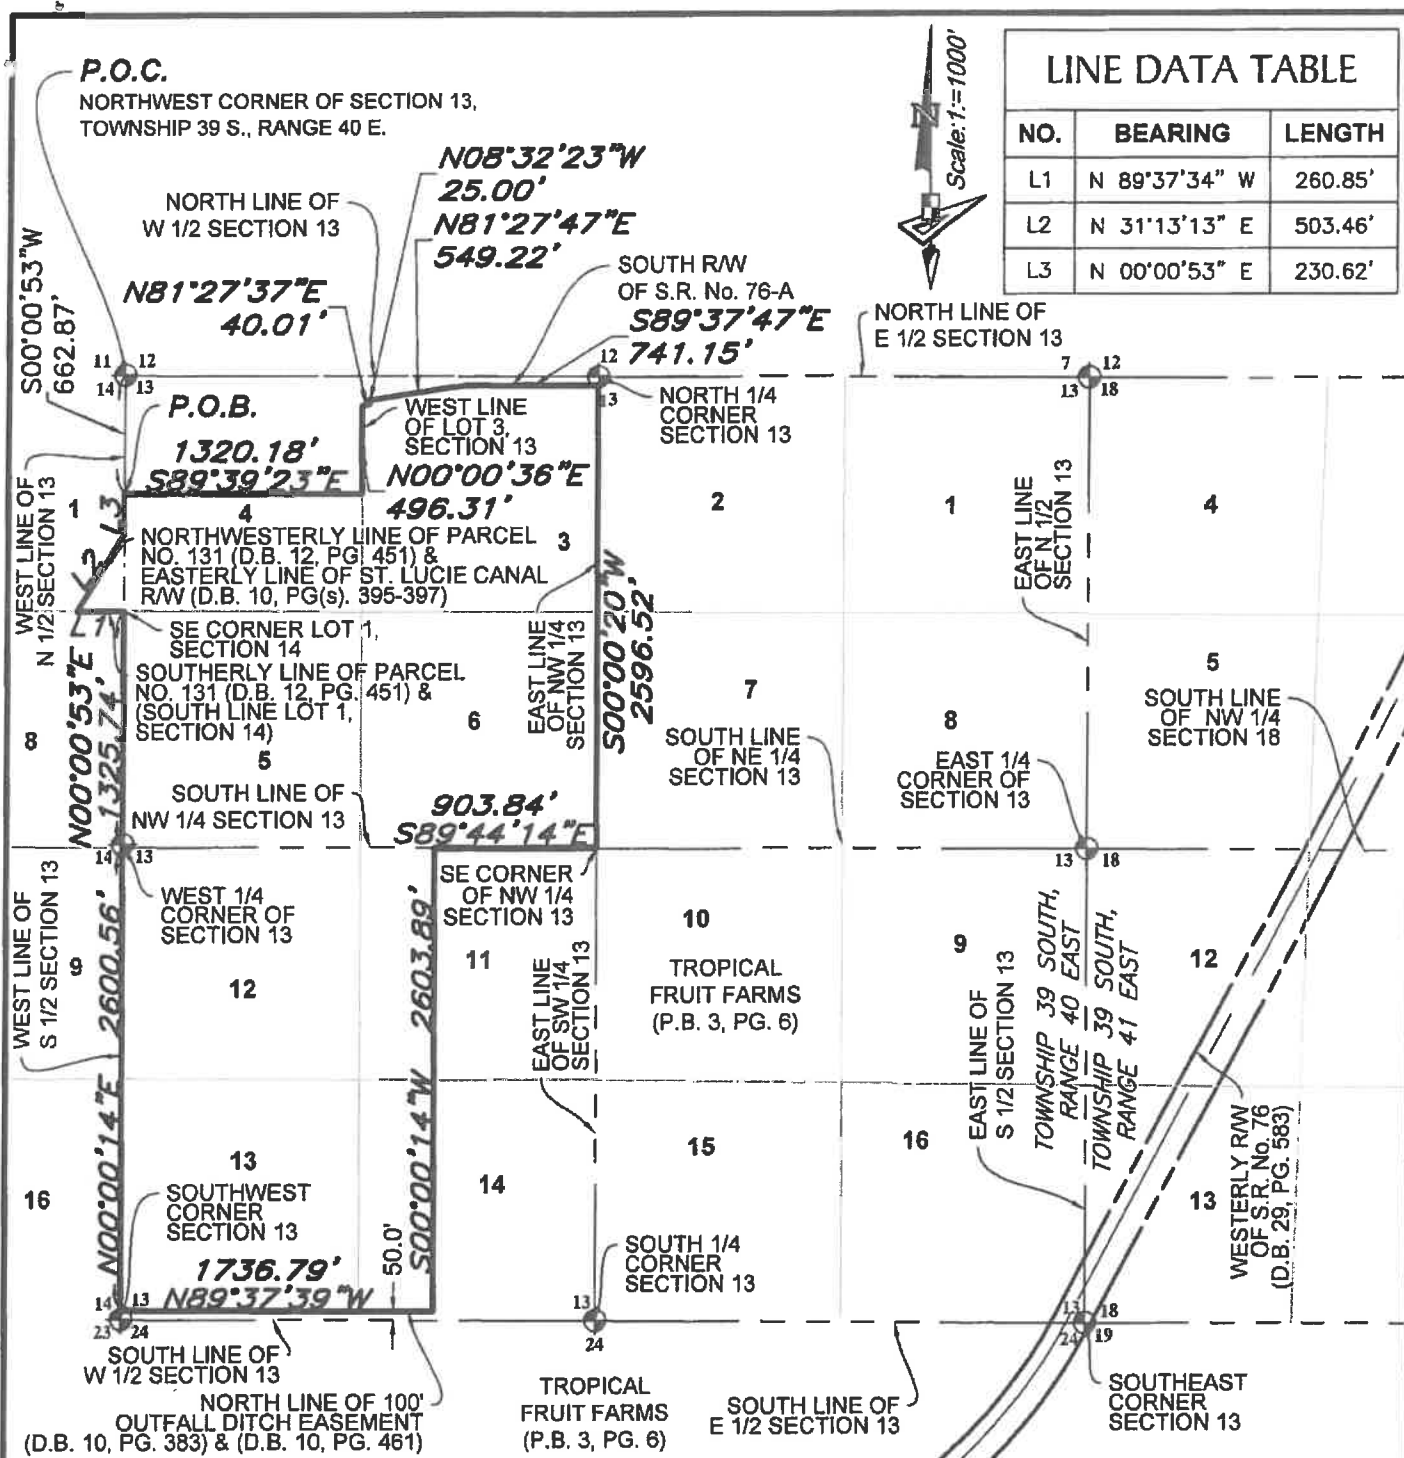 P.O.C.
NORTHWEST CORNER OF SECTION 13,
TOWNSHIP 39 S., RANGE 40 E.
N08°32'23"W
25.00'
N81°27'47"E
549.22'
NORTH LINE OF
W 1/2 SECTION 13
N81°27'37"E
40.01'
SOUTH R/W
OF S.R. No. 76-A
S89°37'47"E
741.15'
Scale:1:=1000'
N
LINE DATA TABLE
NO. BEARING LENGTH
L1 N 89°37'34" W 260.85'
L2 N 31°13'13" E 503.46'
L3 N 00°00'53" E 230.62'
NORTH LINE OF
E 1/2 SECTION 13
S00°00'53"W
662.87'
11 12
14 13
12
13
7 12
13 18
P.O.B.
1320.18'
S89°39'23"E
WEST LINE
OF LOT 3,
SECTION 13
N00°00'36"E
496.31'
NORTH 1/4
CORNER
SECTION 13
WEST LINE OF
N 1/2 SECTION 13
1
4
3
2
1
4
L3
L2
L1
NORTHWESTERLY LINE OF PARCEL
NO. 131 (D.B. 12, PG. 451) &
EASTERLY LINE OF ST. LUCIE CANAL
R/W (D.B. 10, PG(s). 395-397)
EAST LINE
OF N 1/2
SECTION 13
SE CORNER LOT 1,
SECTION 14
SOUTHERLY LINE OF PARCEL
NO. 131 (D.B. 12, PG. 451) &
(SOUTH LINE LOT 1,
SECTION 14)
EAST LINE
OF NW 1/4
SECTION 13
S00°00'20"W
2596.52'
N00°00'53"E
1325.74'
8
5
6
7
8
5
SOUTH LINE OF
NW 1/4 SECTION 13
903.84'
S89°44'14"E
SOUTH LINE
OF NE 1/4
SECTION 13
EAST 1/4
CORNER OF
SECTION 13
SOUTH LINE
OF NW 1/4
SECTION 18
14 13
13 18
WEST LINE OF
S 1/2 SECTION 13
WEST 1/4
CORNER OF
SECTION 13
SE CORNER
OF NW 1/4
SECTION 13
9
12
11
10
9
12
N00°00'14"E 2600.56'
S00°00'14"W 2603.89'
EAST LINE
OF SW 1/4
SECTION 13
TROPICAL
FRUIT FARMS
(P.B. 3, PG. 6)
EAST LINE OF
S 1/2 SECTION 13
TOWNSHIP 39 SOUTH,
RANGE 40 EAST
TOWNSHIP 39 SOUTH,
RANGE 41 EAST
WESTERLY R/W
OF S.R. No. 76
(D.B. 29, PG. 583)
16
13
14
15
16
13
SOUTHWEST
CORNER
SECTION 13
1736.79'
N89°37'39"W
50.0'
SOUTH 1/4
CORNER
SECTION 13
14 13
23 24
13
24
13 18
24 19
SOUTH LINE OF
W 1/2 SECTION 13
NORTH LINE OF 100'
OUTFALL DITCH EASEMENT
(D.B. 10, PG. 383) & (D.B. 10, PG. 461)
TROPICAL
FRUIT FARMS
(P.B. 3, PG. 6)
SOUTH LINE OF
E 1/2 SECTION 13
SOUTHEAST
CORNER
SECTION 13